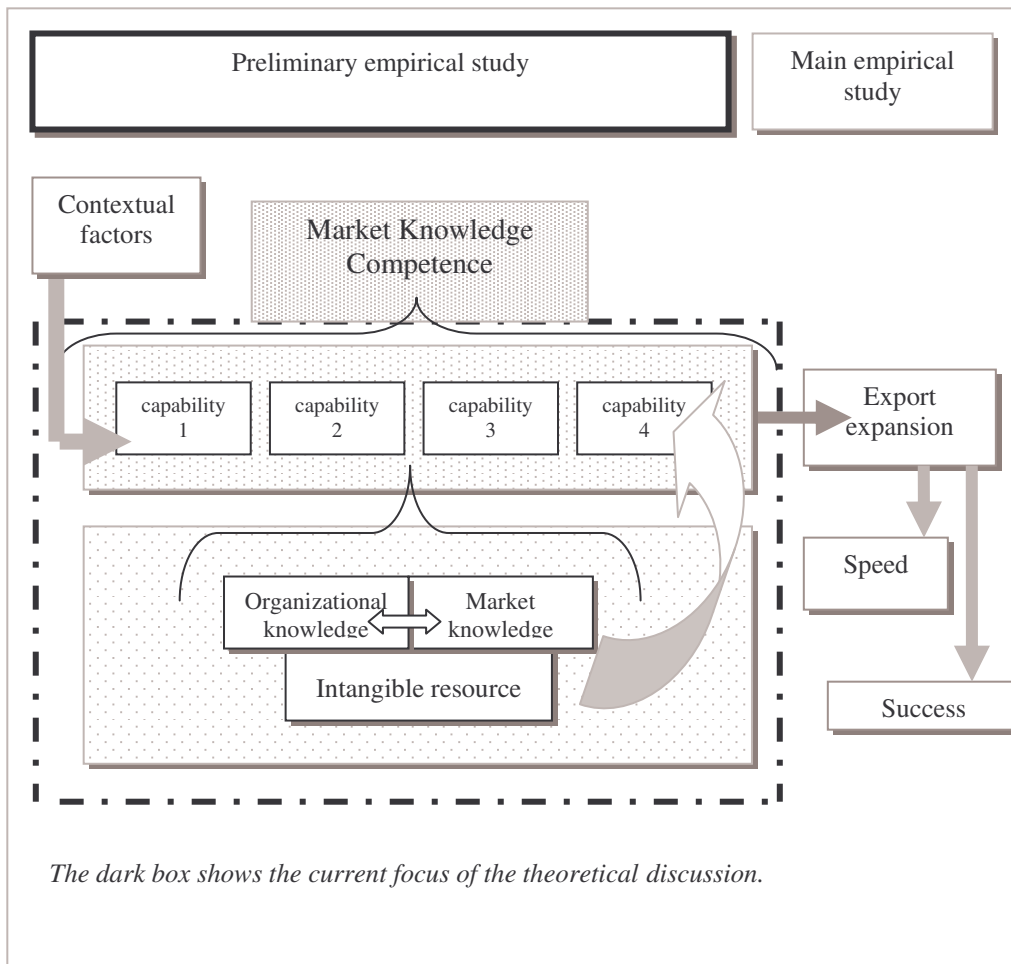 Preliminary empirical study
Main empirical
study
Contextual
factors
Market Knowledge
Competence
capability
1
capability
2
capability
3
capability
4
Export
expansion
Organizational
knowledge
Market
knowledge
Intangible resource
Speed
Success
The dark box shows the current focus of the theoretical discussion.